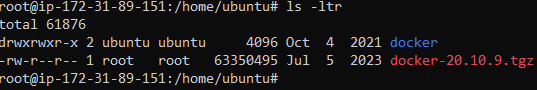 root@ip-172-31-89-151:/home/ubuntu# ls -ltr
total 61876
drwxrwxr-x 2 ubuntu ubuntu     4096 Oct  4  2021 docker
-rw-r--r-- 1 root   root   63350495 Jul  5  2023 docker-20.10.9.tgz
root@ip-172-31-89-151:/home/ubuntu#